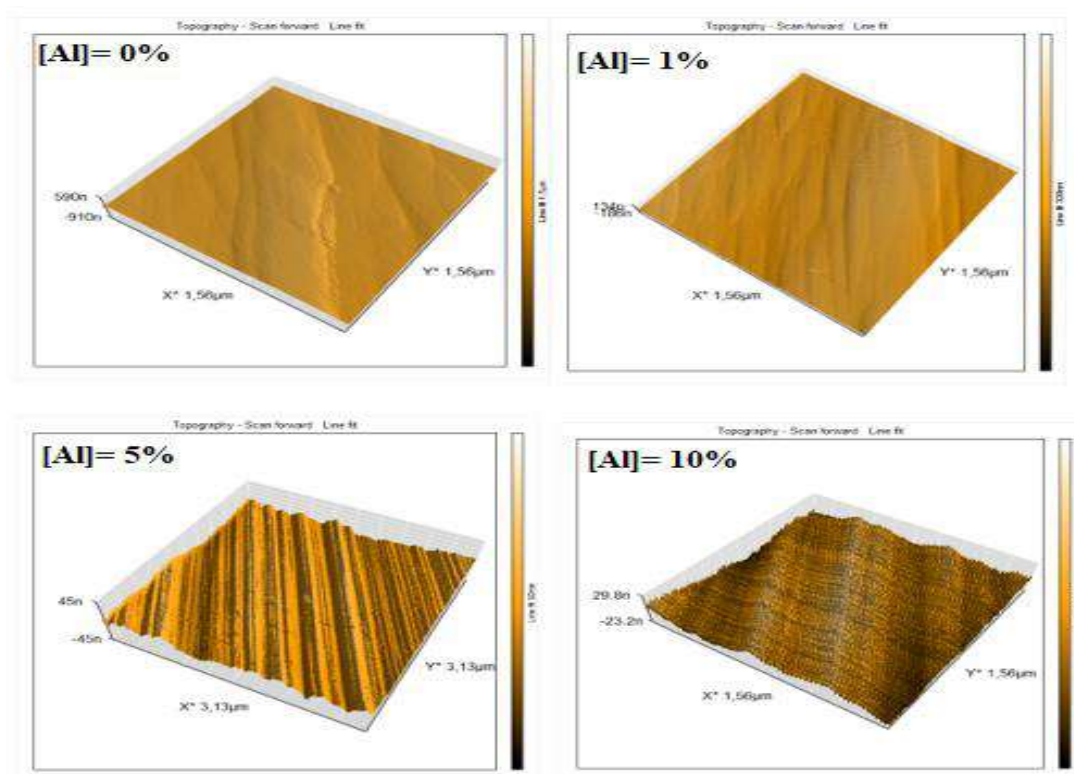 Topography - Scan forward Line fit
[Al]= 0%
590n
-910n
X* 1,56µm
Y* 1,56µm
Topography - Scan forward Line fit
[Al]= 1%
134n
-186n
X* 1,56µm
Y* 1,56µm
Topography - Scan forward Line fit
[Al]= 5%
45n
-45n
X* 3,13µm
Y* 3,13µm
Topography - Scan forward Line fit
[Al]= 10%
29.8n
-23.2n
X* 1,56µm
Y* 1,56µm